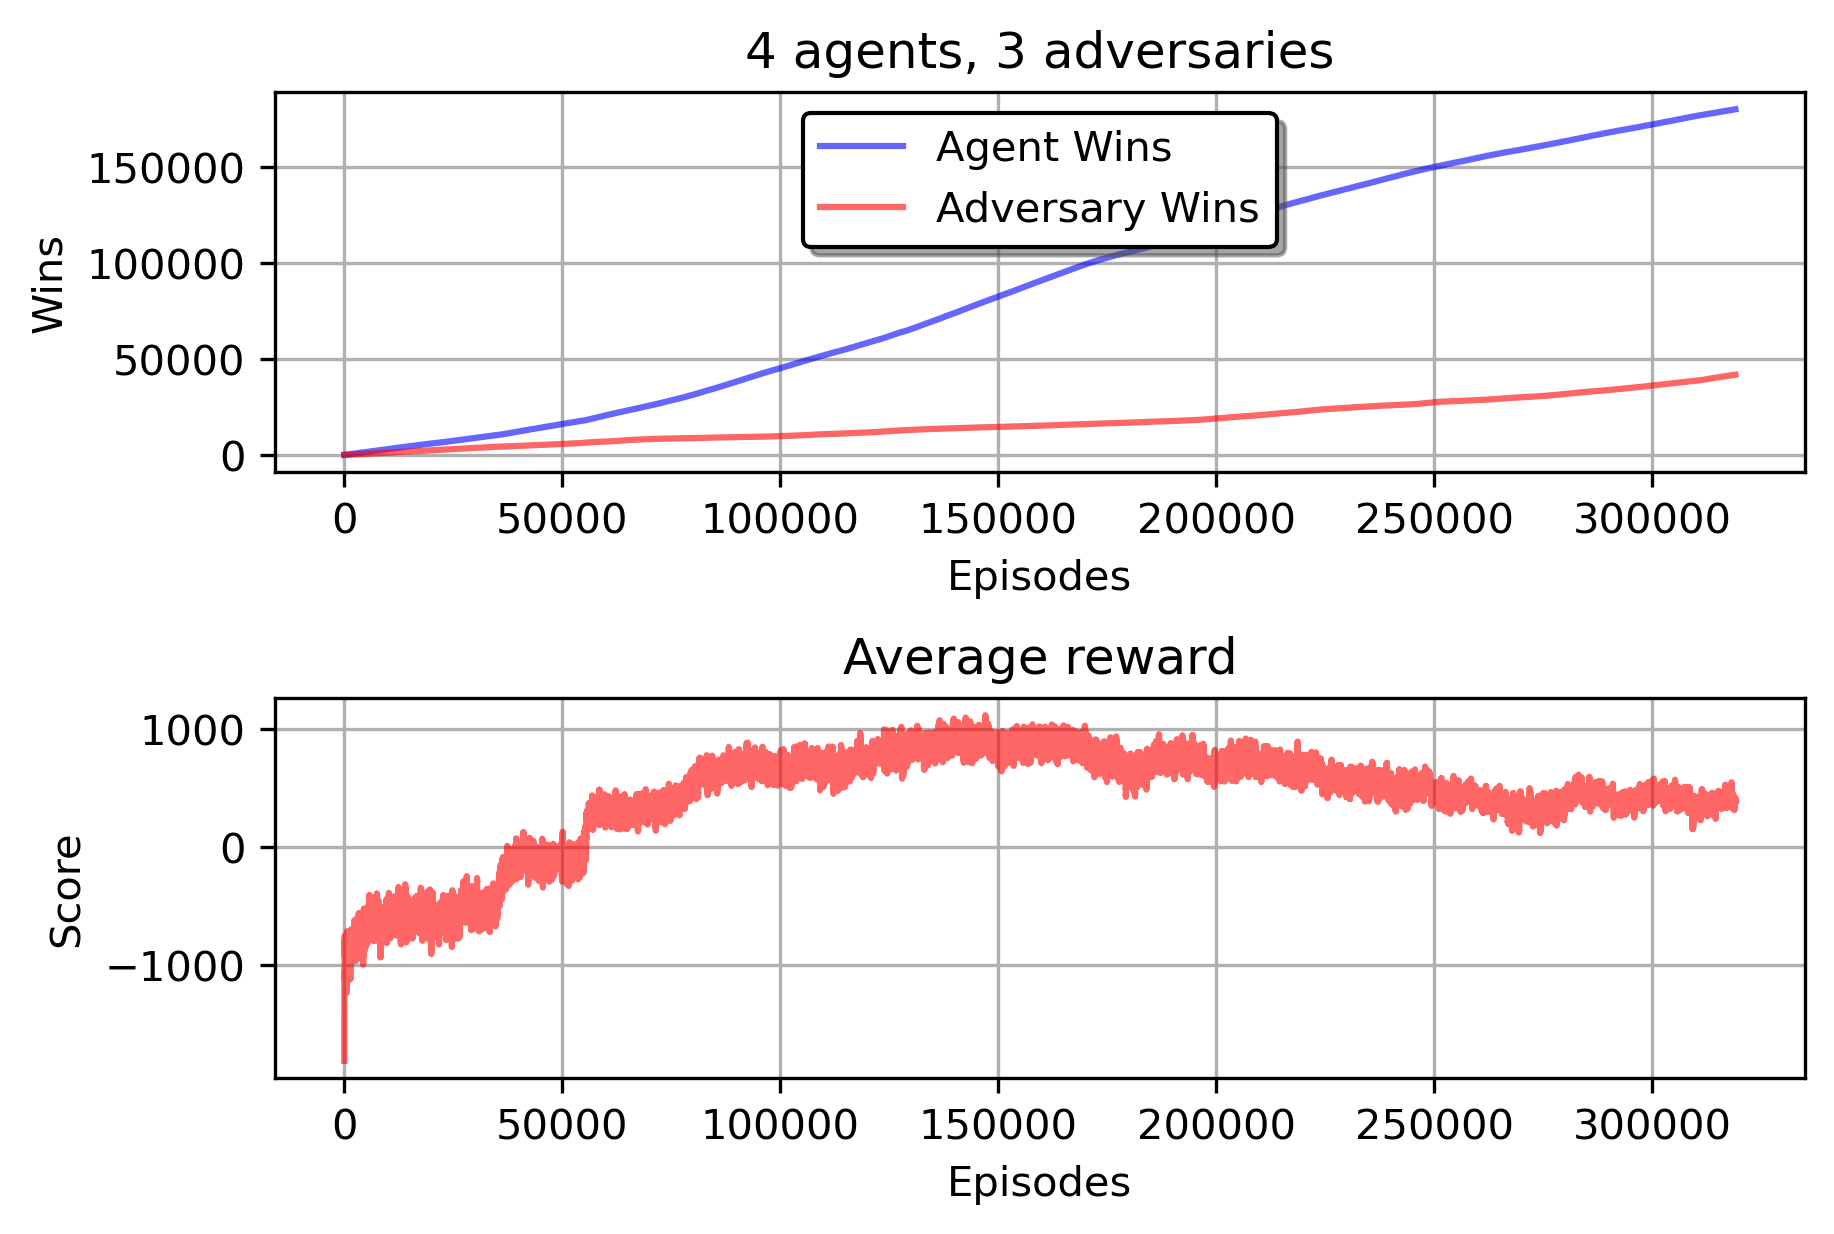 4 agents, 3 adversaries
Agent Wins
Adversary Wins
Wins
150000
100000
50000
0
0 50000 100000 150000 200000 250000 300000
Episodes
Average reward
Score
1000
0
−1000
0 50000 100000 150000 200000 250000 300000
Episodes